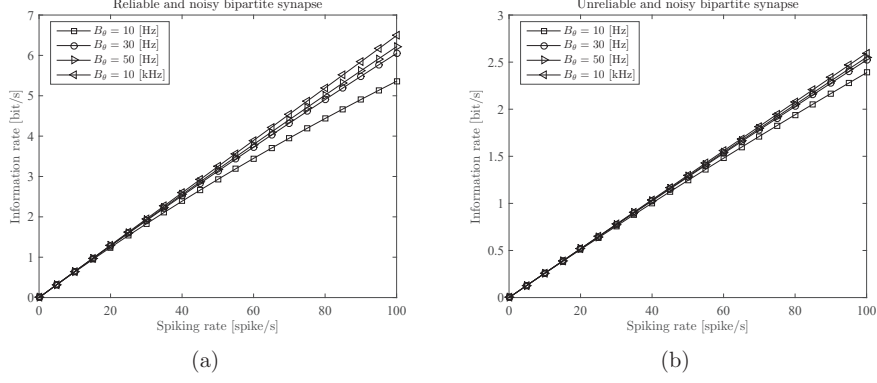 Reliable and noisy bipartite synapse
B_θ = 10 [Hz]
B_θ = 30 [Hz]
B_θ = 50 [Hz]
B_θ = 10 [kHz]
Information rate [bit/s]
7
6
5
4
3
2
1
0
0 20 40 60 80 100
Spiking rate [spike/s]
(a)
Unreliable and noisy bipartite synapse
B_θ = 10 [Hz]
B_θ = 30 [Hz]
B_θ = 50 [Hz]
B_θ = 10 [kHz]
Information rate [bit/s]
3
2.5
2
1.5
1
0.5
0
0 20 40 60 80 100
Spiking rate [spike/s]
(b)